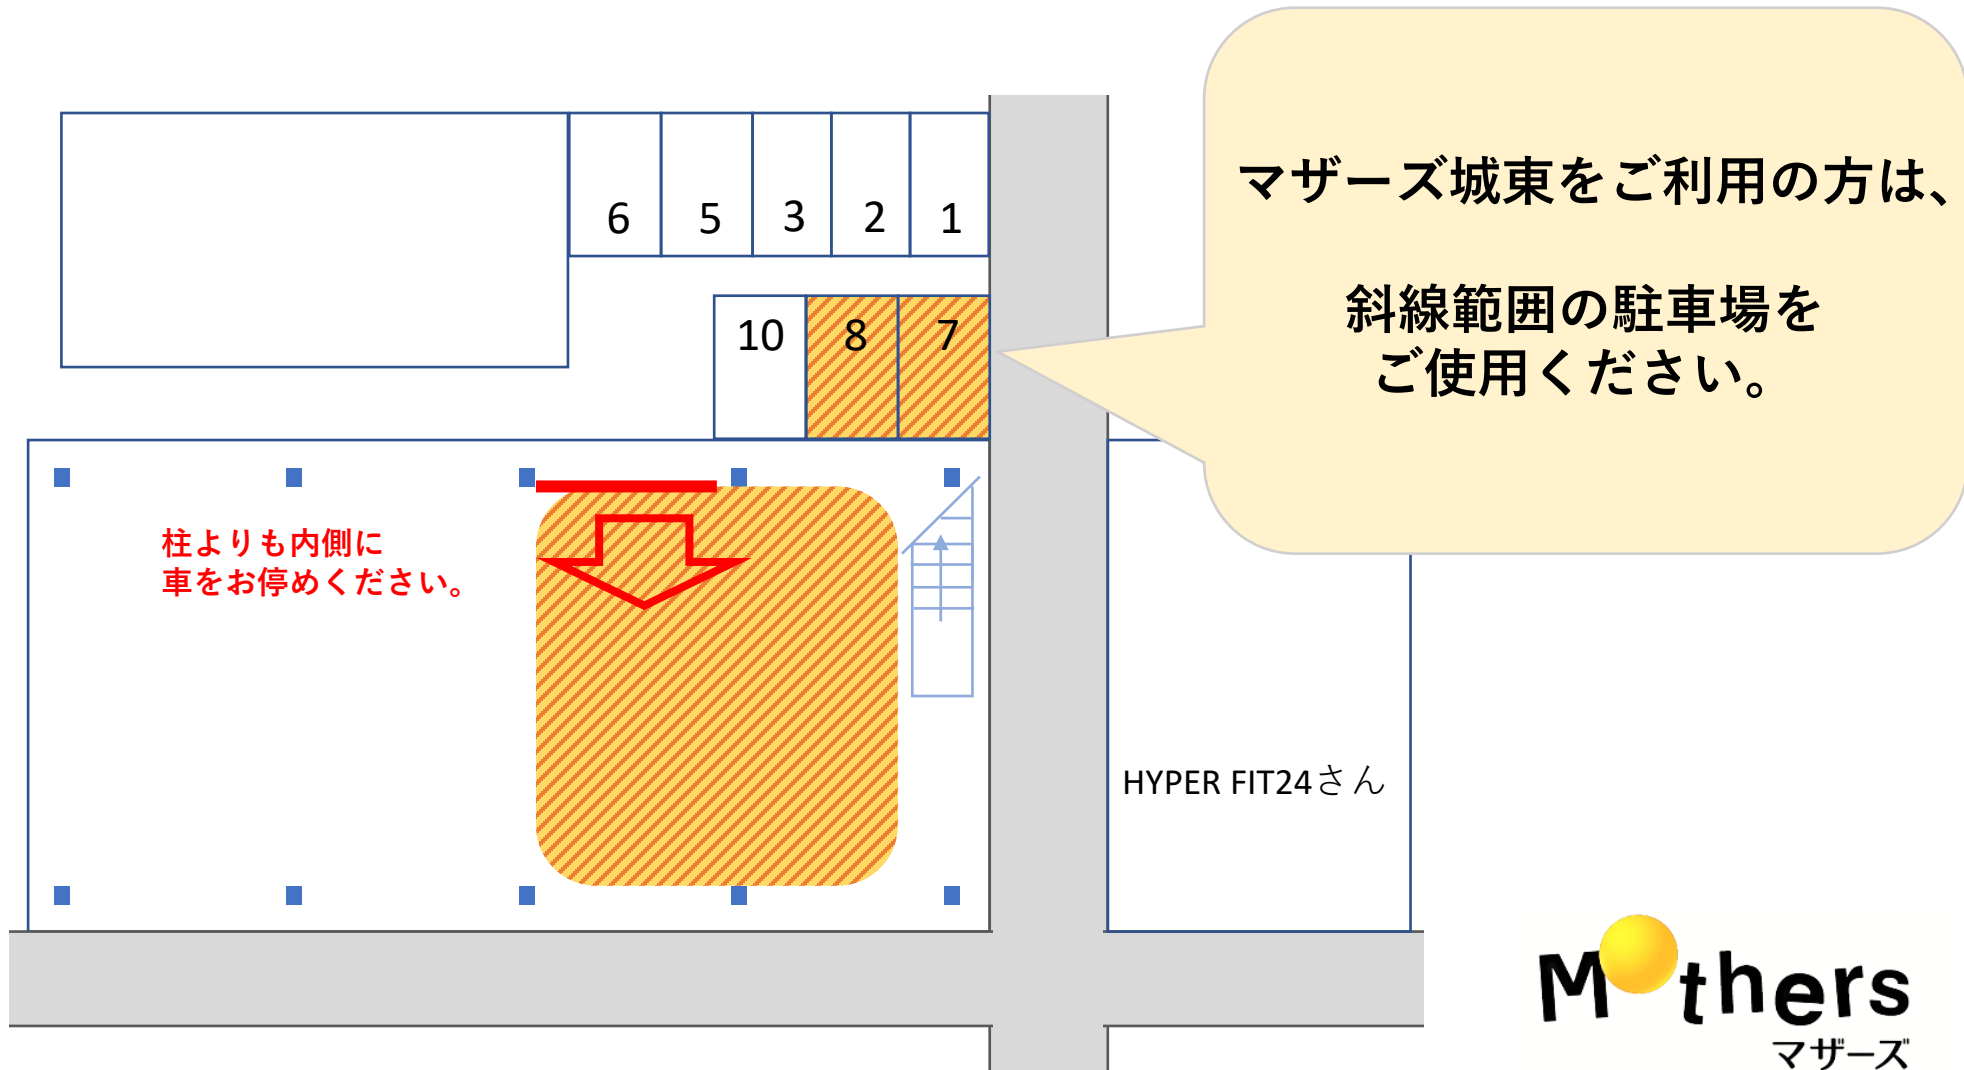 マザーズ城東をご利用の方は、
斜線範囲の駐車場を
ご使用ください。
6 5 3 2 1
10 8 7
柱よりも内側に
車をお停めください。
HYPER FIT24さん
Mothers
マザーズ